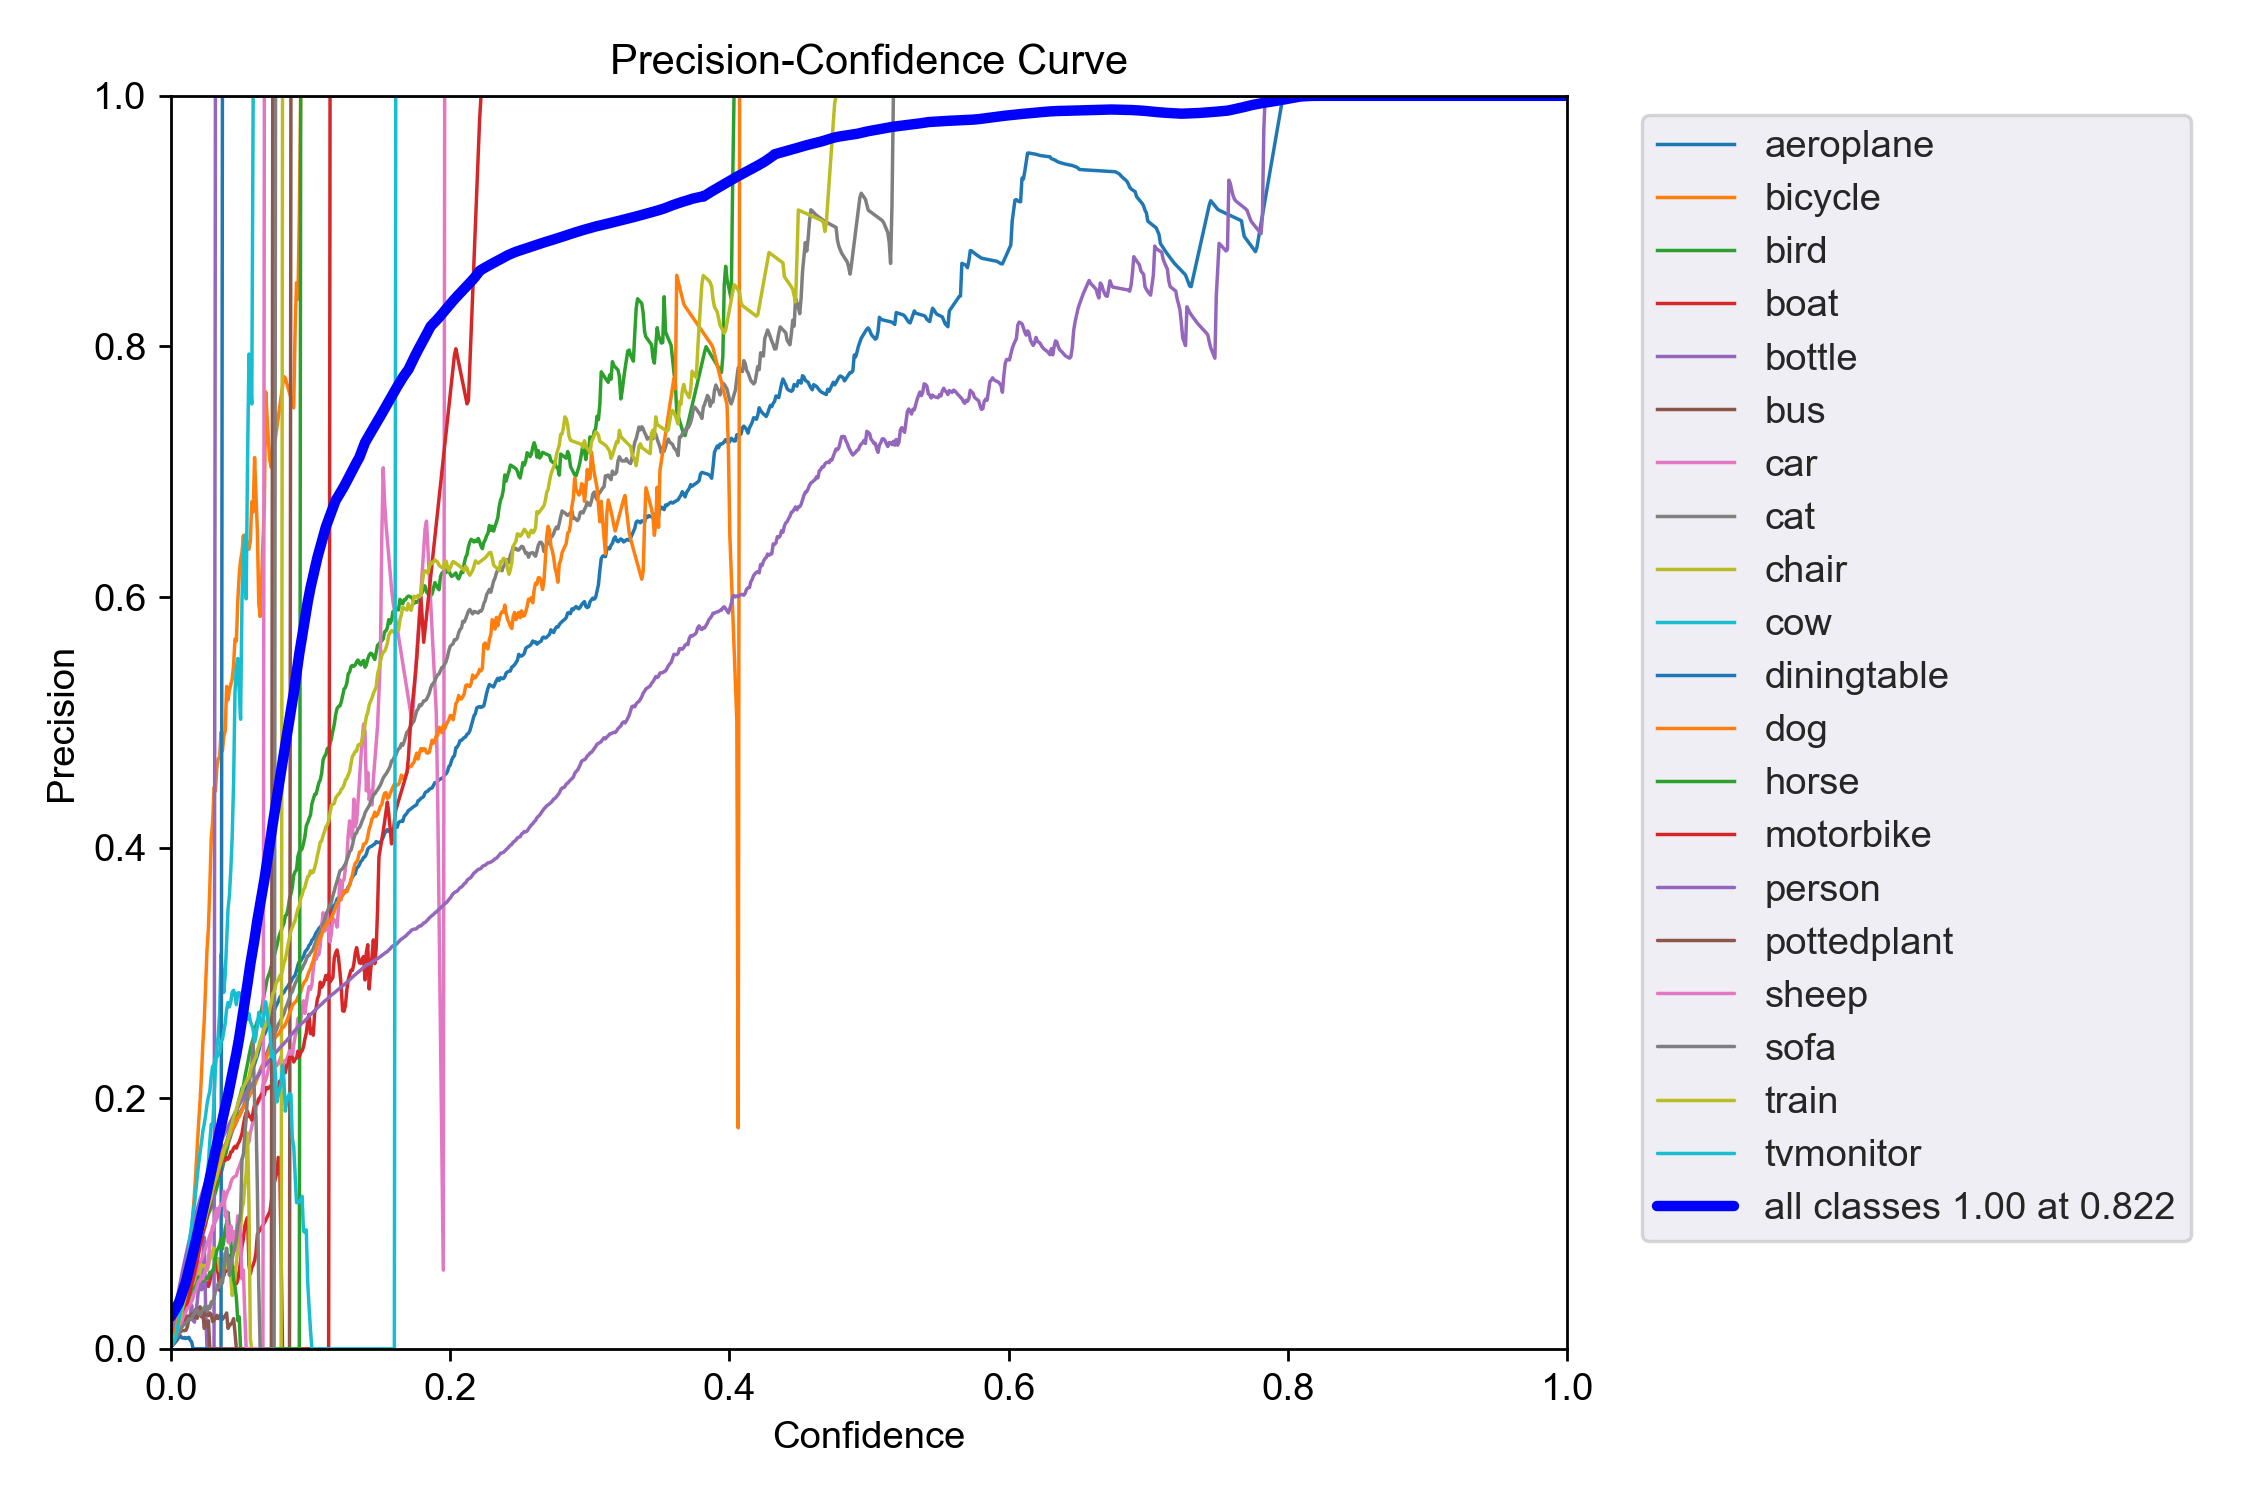 Precision-Confidence Curve
1.0
0.8
0.6
0.4
0.2
0.0
Precision
0.0 0.2 0.4 0.6 0.8 1.0
Confidence
aeroplane
bicycle
bird
boat
bottle
bus
car
cat
chair
cow
diningtable
dog
horse
motorbike
person
pottedplant
sheep
sofa
train
tvmonitor
all classes 1.00 at 0.822